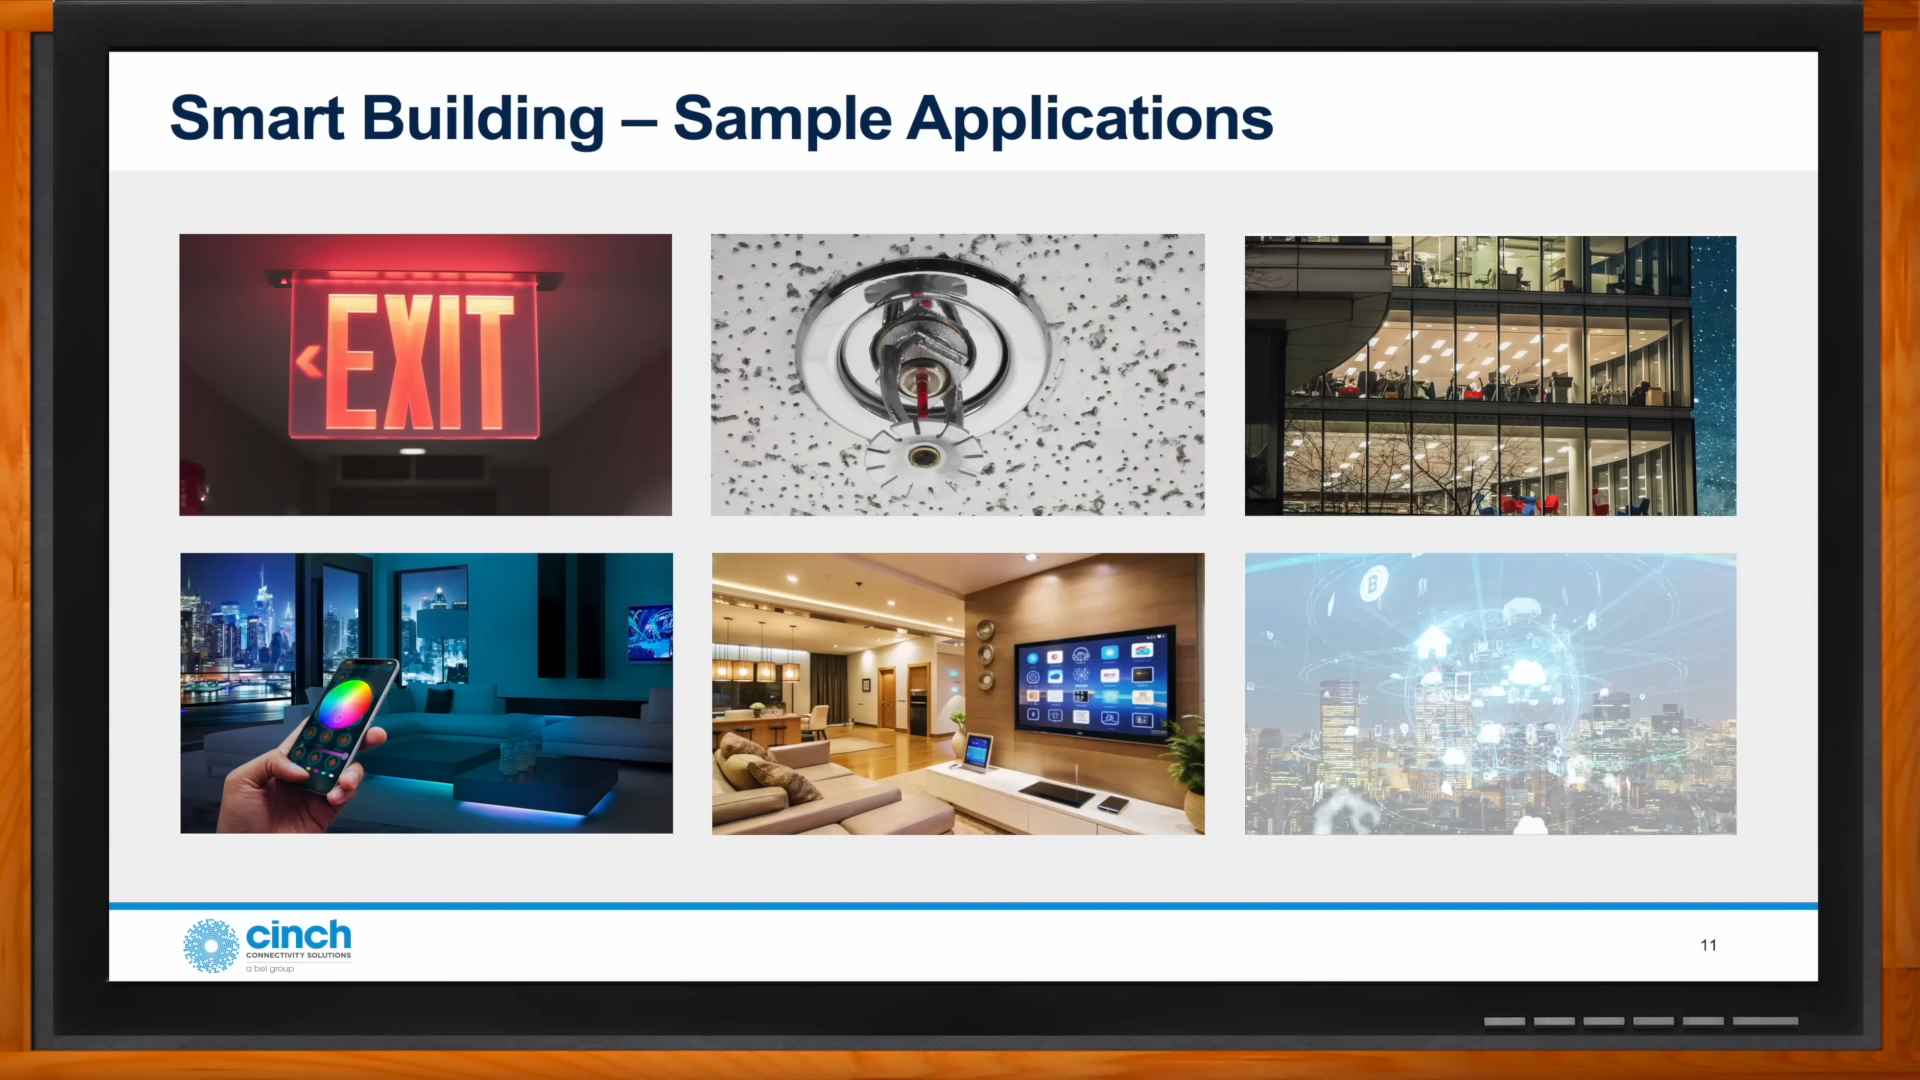 Smart Building – Sample Applications
EXIT
cinch
CONNECTIVITY SOLUTIONS
a bel group
11